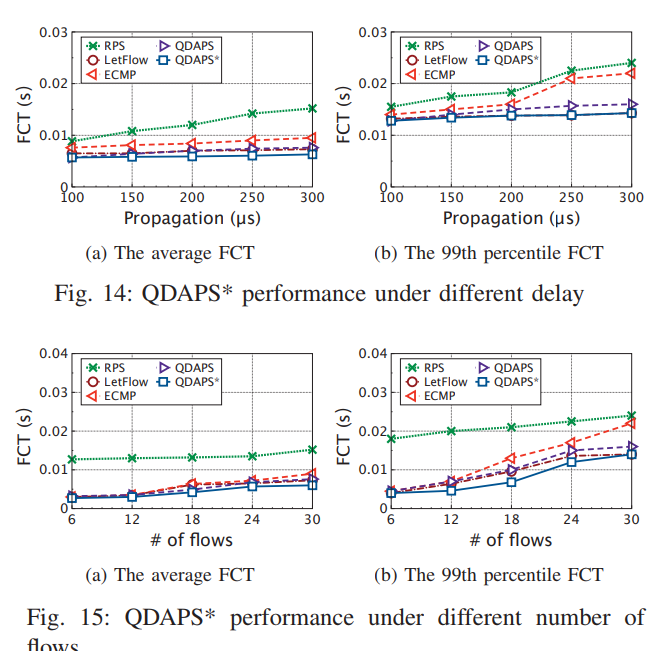 0.03
0.02
0.01
0
FCT (s)
RPS
LetFlow
ECMP
QDAPS
QDAPS*
100 150 200 250 300
Propagation (μs)
(a) The average FCT
0.03
0.02
0.01
0
FCT (s)
RPS
LetFlow
ECMP
QDAPS
QDAPS*
100 150 200 250 300
Propagation (μs)
(b) The 99th percentile FCT
Fig. 14: QDAPS* performance under different delay
0.04
0.03
0.02
0.01
0
FCT (s)
RPS
LetFlow
ECMP
QDAPS
QDAPS*
6 12 18 24 30
# of flows
(a) The average FCT
0.04
0.03
0.02
0.01
0
FCT (s)
RPS
LetFlow
ECMP
QDAPS
QDAPS*
6 12 18 24 30
# of flows
(b) The 99th percentile FCT
Fig. 15: QDAPS* performance under different number of
flows